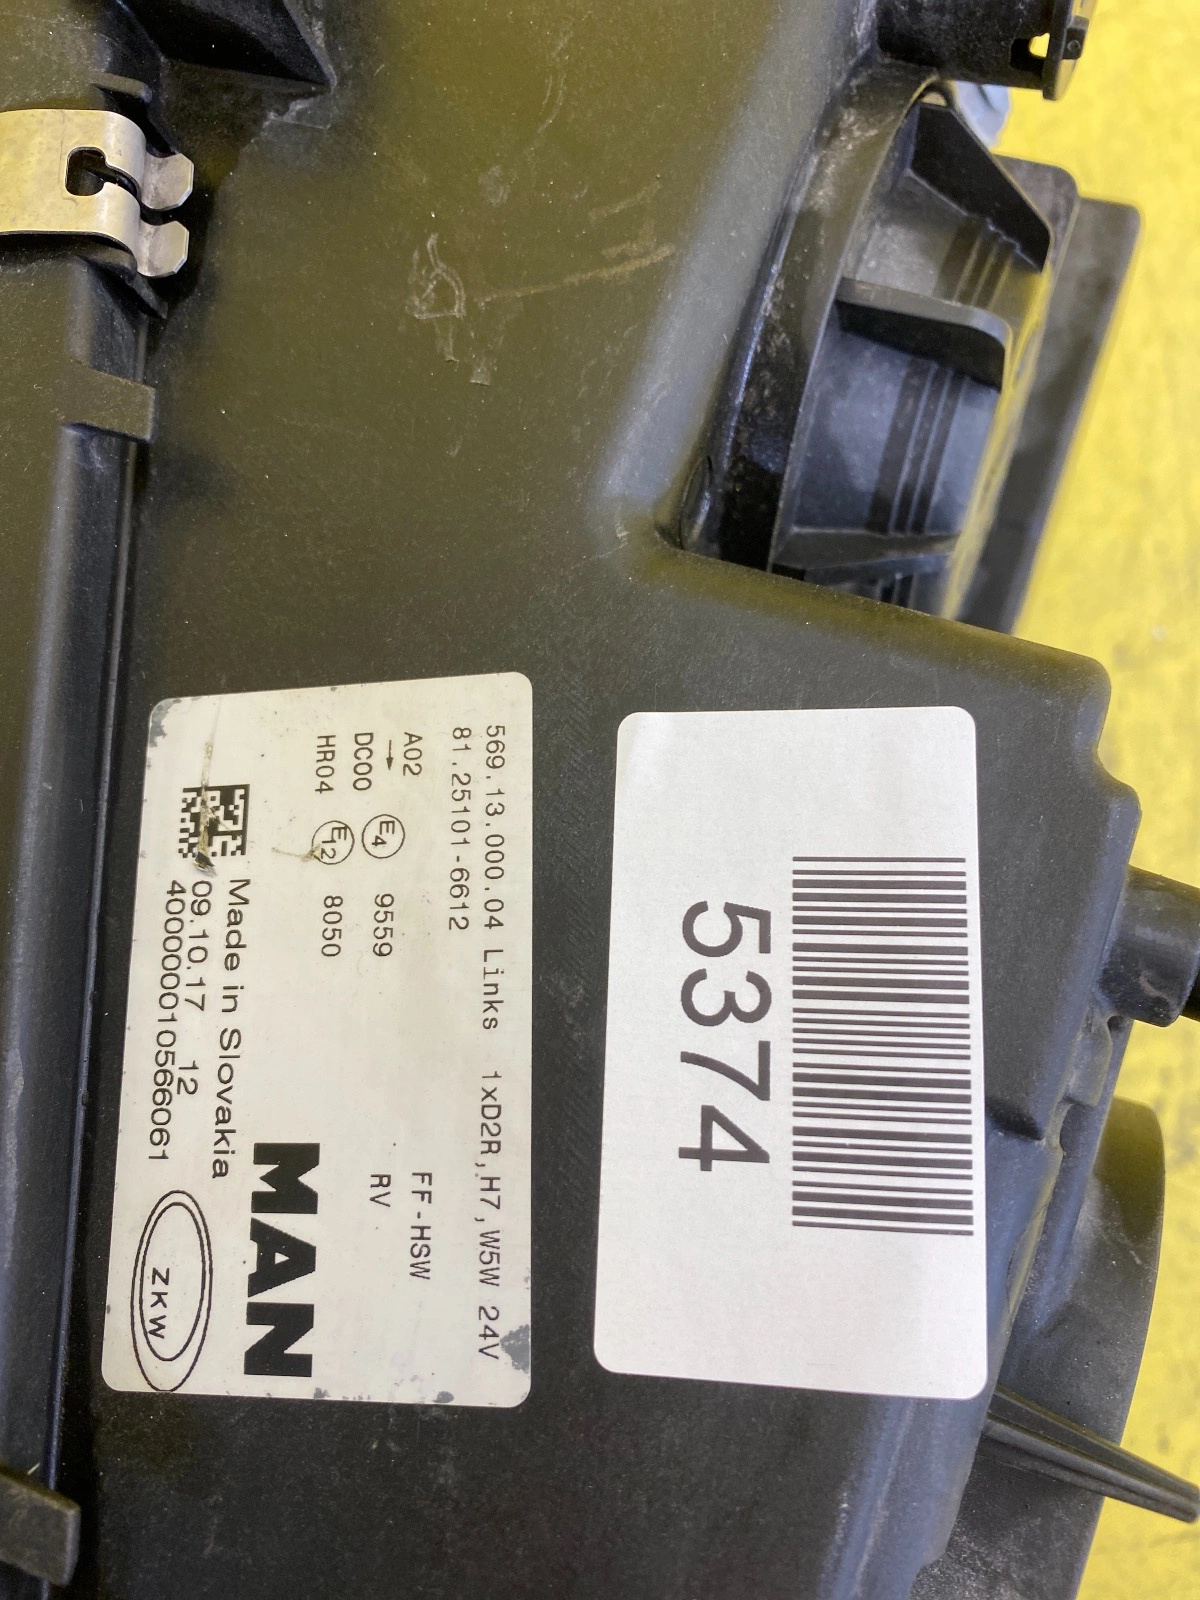 569.13.000.04 Links 1xD2R,H7,W5W 24V
81.25101-6612
A02 FF-HSW
→ E4 9559 RV
DC00
HR04 E12 8050
MAN
Made in Slovakia
09.10.17 12
40000010566061
ZKW
5374